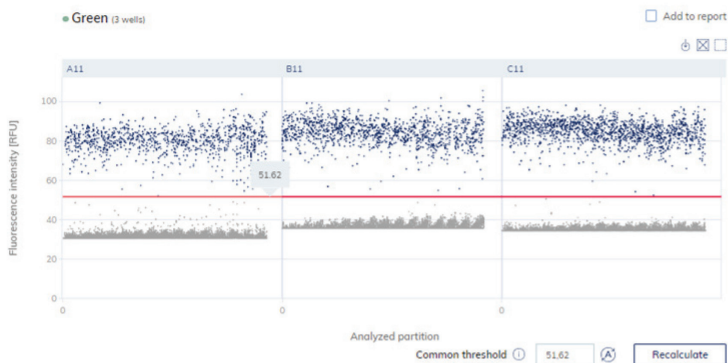 Green (3 wells)
Add to report
A11 B11 C11
Fluorescence intensity [RFU]
100
80
60
40
20
0
51.62
0 0 0
Analyzed partition
Common threshold i 51,62 A Recalculate